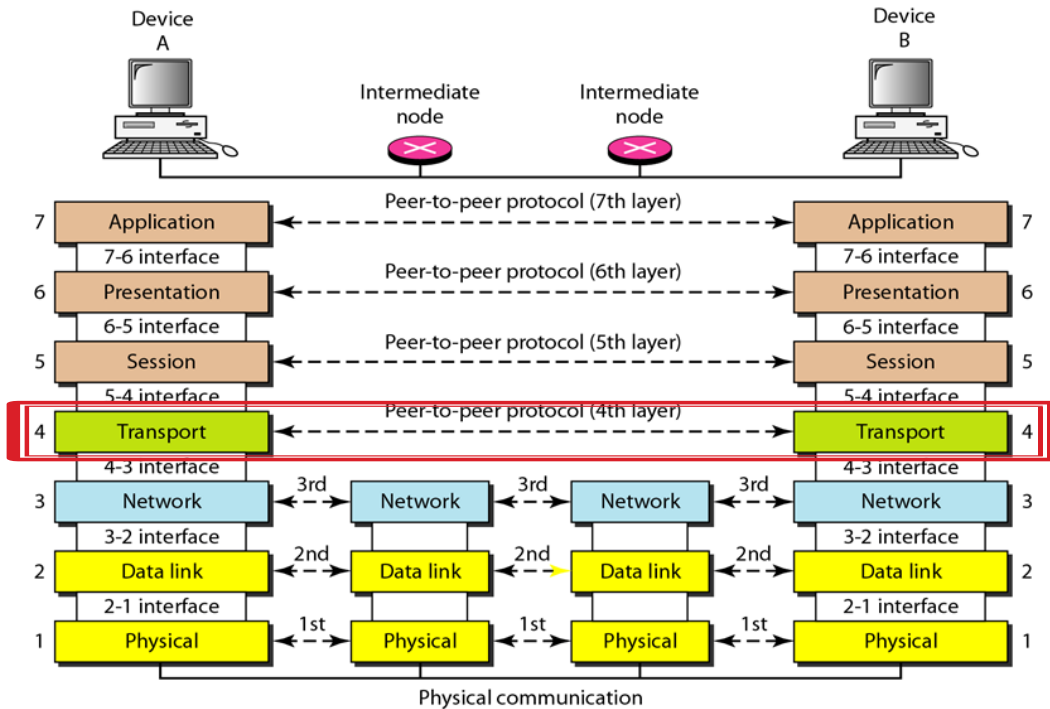 Device
A
Device
B
Intermediate
node
Intermediate
node
Peer-to-peer protocol (7th layer)
7 Application Application 7
7-6 interface 7-6 interface
Peer-to-peer protocol (6th layer)
6 Presentation Presentation 6
6-5 interface 6-5 interface
Peer-to-peer protocol (5th layer)
5 Session Session 5
5-4 interface 5-4 interface
Peer-to-peer protocol (4th layer)
4 Transport Transport 4
4-3 interface 4-3 interface
3rd 3rd 3rd
3 Network Network Network Network 3
3-2 interface 3-2 interface
2nd 2nd 2nd
2 Data link Data link Data link Data link 2
2-1 interface 2-1 interface
1st 1st 1st
1 Physical Physical Physical Physical 1
Physical communication